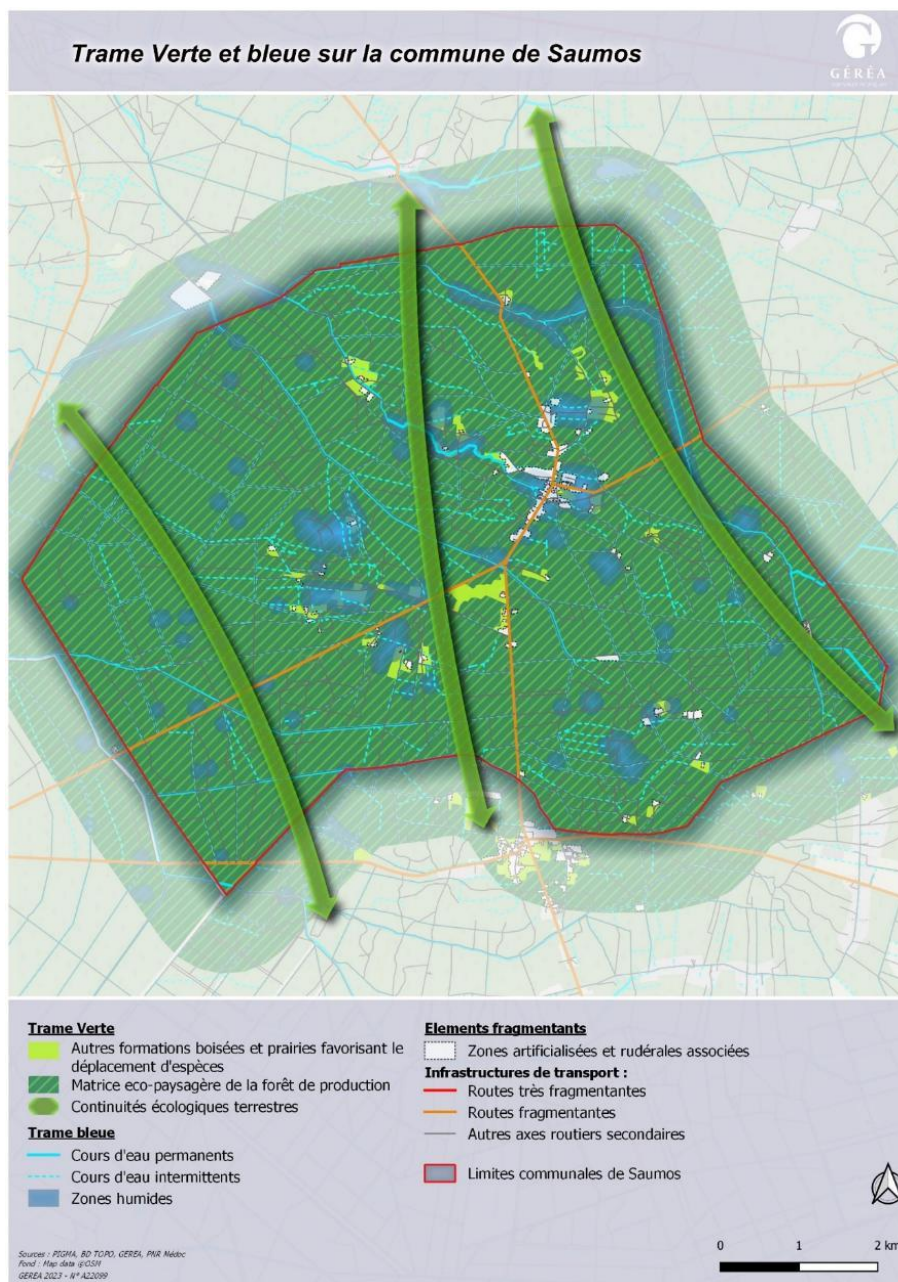 Trame Verte et bleue sur la commune de Saumos
GÉRÉA
Trame Verte
Autres formations boisées et prairies favorisant le
déplacement d'espèces
Matrice eco-paysagère de la forêt de production
Continuités écologiques terrestres
Trame bleue
Cours d'eau permanents
Cours d'eau intermittents
Zones humides
Elements fragmentants
Zones artificialisées et rudérales associées
Infrastructures de transport :
Routes très fragmentantes
Routes fragmentantes
Autres axes routiers secondaires
Limites communales de Saumos
0 1 2 km
Sources : PIGMA, BD TOPO, GEREA, PNR Médoc
Fond : Map data @OSM
GEREA 2023 - N° A22099